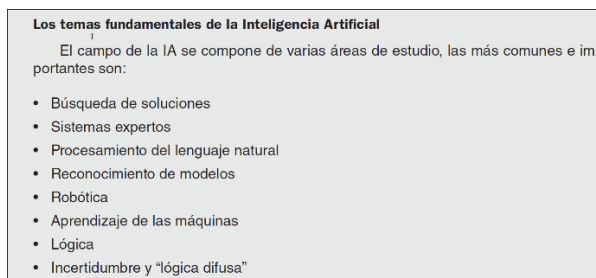 Los temas fundamentales de la Inteligencia Artificial
El campo de la IA se compone de varias áreas de estudio, las más comunes e im
portantes son:
• Búsqueda de soluciones
• Sistemas expertos
• Procesamiento del lenguaje natural
• Reconocimiento de modelos
• Robótica
• Aprendizaje de las máquinas
• Lógica
• Incertidumbre y “lógica difusa”